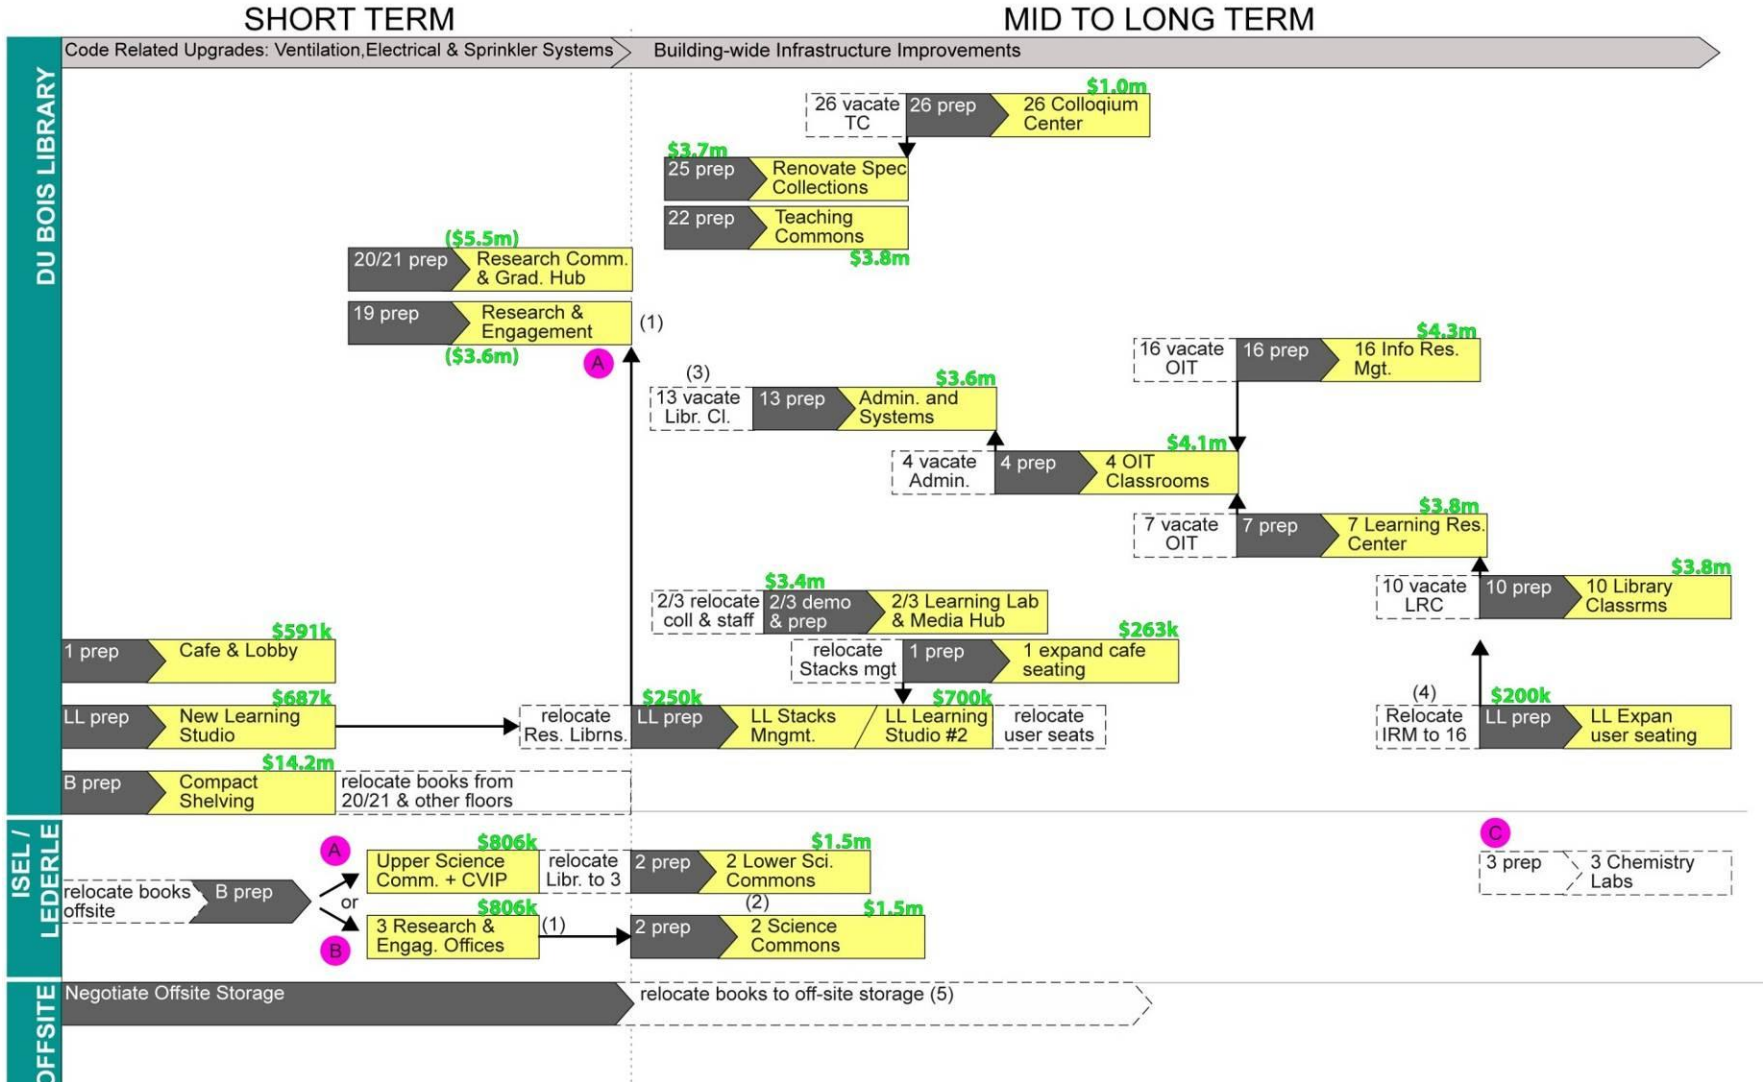 SHORT TERM
MID TO LONG TERM
DU BOIS LIBRARY
Code Related Upgrades: Ventilation,Electrical & Sprinkler Systems
Building-wide Infrastructure Improvements
$1.0m
26 vacate
TC
26 prep
26 Colloqium
Center
$3.7m
25 prep
Renovate Spec
Collections
22 prep
Teaching
Commons
$3.8m
($5.5m)
20/21 prep
Research Comm.
& Grad. Hub
19 prep
Research &
Engagement
(1)
($3.6m)
A
$4.3m
16 vacate
OIT
16 prep
16 Info Res.
Mgt.
(3)
$3.6m
13 vacate
Libr. Cl.
13 prep
Admin. and
Systems
$4.1m
4 vacate
Admin.
4 prep
4 OIT
Classrooms
$3.8m
7 vacate
OIT
7 prep
7 Learning Res.
Center
$3.8m
10 vacate
LRC
10 prep
10 Library
Classrms
$3.4m
2/3 relocate
coll & staff
2/3 demo
& prep
2/3 Learning Lab
& Media Hub
$591k
1 prep
Cafe & Lobby
$263k
relocate
Stacks mgt
1 prep
1 expand cafe
seating
$687k
LL prep
New Learning
Studio
relocate
Res. Librns.
$250k
LL prep
LL Stacks
Mngmt.
$700k
LL Learning
Studio #2
relocate
user seats
(4)
Relocate
IRM to 16
$200k
LL prep
LL Expan
user seating
$14.2m
B prep
Compact
Shelving
relocate books from
20/21 & other floors
ISEL /
LEDERLE
relocate books
offsite
B prep
A
or
B
$806k
Upper Science
Comm. + CVIP
relocate
Libr. to 3
2 prep
$1.5m
2 Lower Sci.
Commons
$806k
3 Research &
Engag. Offices
(1)
2 prep
(2)
$1.5m
2 Science
Commons
C
3 prep
3 Chemistry
Labs
OFFSITE
Negotiate Offsite Storage
relocate books to off-site storage (5)